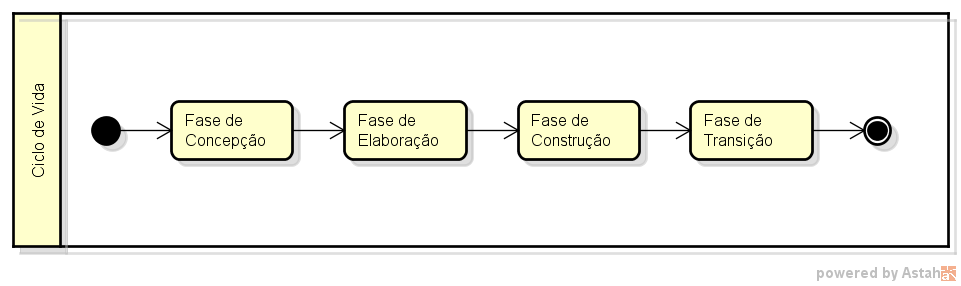 Ciclo de Vida
Fase de
Concepção
Fase de
Elaboração
Fase de
Construção
Fase de
Transição
powered by Astah